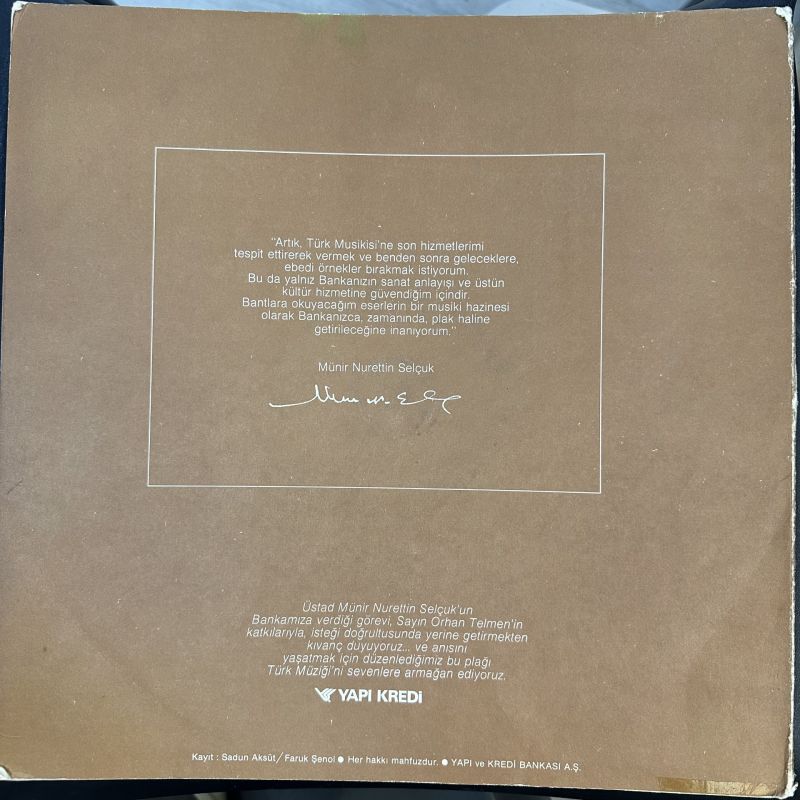 "Artık, Türk Musikisi'ne son hizmetlerimi
tespit ettirerek vermek ve benden sonra geleceklere,
ebedi örnekler bırakmak istiyorum.
Bu da yalnız Bankanızın sanat anlayışı ve üstün
kültür hizmetine güvendiğim içindir.
Bantlara okuyacağım eserlerin bir musiki hazinesi
olarak Bankanızca, zamanında, plak haline
getirileceğine inanıyorum."
Münir Nurettin Selçuk
Üstad Münir Nurettin Selçuk'un
Bankamıza verdiği görevi, Sayın Orhan Telmen'in
katkılarıyla, isteği doğrultusunda yerine getirmekten
kıvanç duyuyoruz... ve anısını
yaşatmak için düzenlediğimiz bu plağı
Türk Müziği'ni sevenlere armağan ediyoruz.
YAPI KREDİ
Kayıt : Sadun Aksüt/Faruk Şenol ● Her hakkı mahfuzdur. ● YAPI ve KREDİ BANKASI A.Ş.